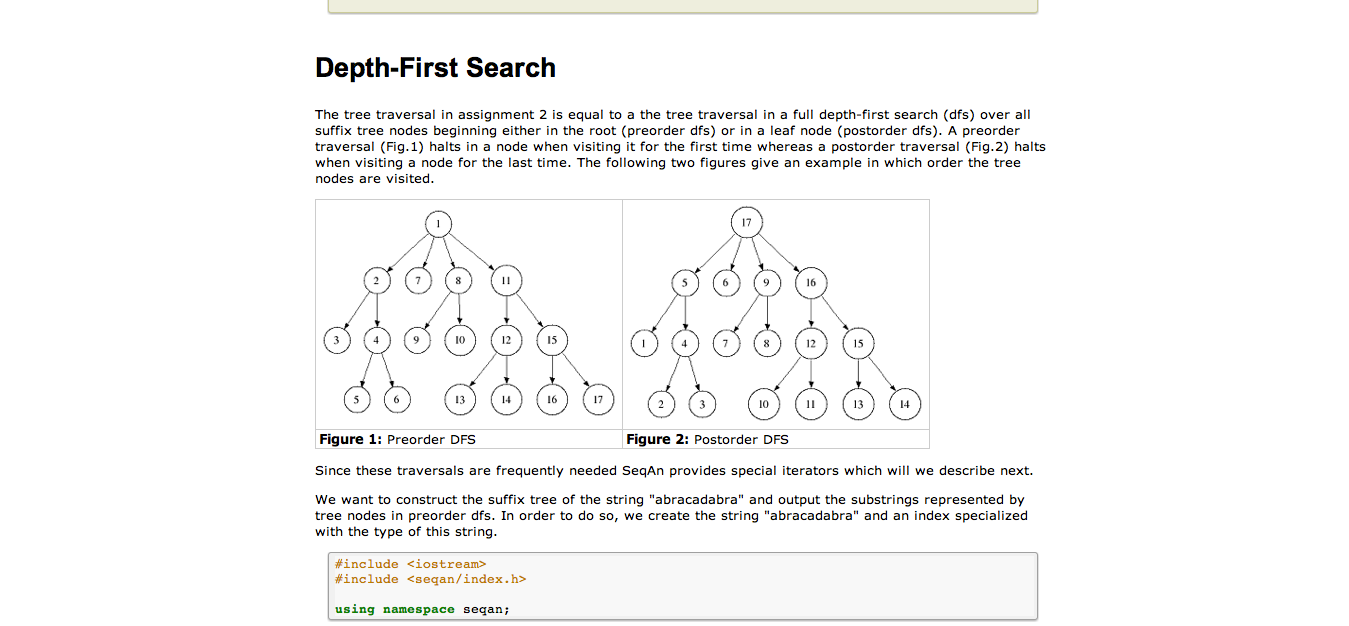 Depth-First Search
The tree traversal in assignment 2 is equal to a the tree traversal in a full depth-first search (dfs) over all
suffix tree nodes beginning either in the root (preorder dfs) or in a leaf node (postorder dfs). A preorder
traversal (Fig.1) halts in a node when visiting it for the first time whereas a postorder traversal (Fig.2) halts
when visiting a node for the last time. The following two figures give an example in which order the tree
nodes are visited.
1
2 7 8 11
3 4 9 10 12 15
5 6 13 14 16 17
Figure 1: Preorder DFS
17
5 6 9 16
1 4 7 8 12 15
2 3 10 11 13 14
Figure 2: Postorder DFS
Since these traversals are frequently needed SeqAn provides special iterators which will we describe next.
We want to construct the suffix tree of the string "abracadabra" and output the substrings represented by
tree nodes in preorder dfs. In order to do so, we create the string "abracadabra" and an index specialized
with the type of this string.
#include <iostream>
#include <seqan/index.h>
using namespace seqan;